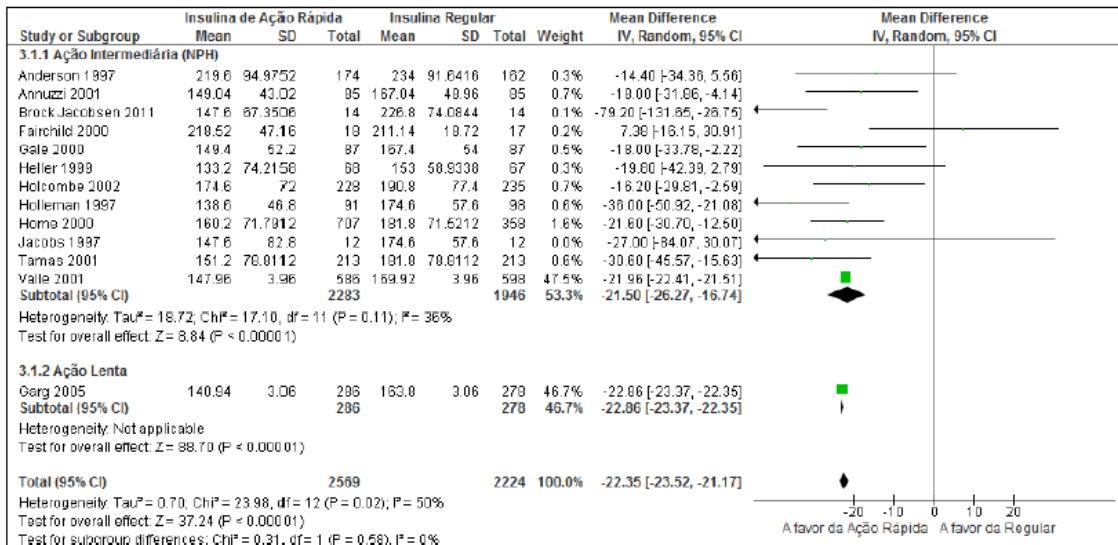 Insulina de Ação Rápida Insulina Regular Mean Difference Mean Difference
Study or Subgroup Mean SD Total Mean SD Total Weight IV, Random, 95% CI IV, Random, 95% CI
3.1.1 Ação Intermediária (NPH)
Anderson 1997 219.6 94.9752 174 234 91.6416 162 0.3% -14.40 [-34.36, 5.56]
Annuzzi 2001 149.04 43.02 85 167.04 48.96 85 0.7% -18.00 [-31.86, -4.14]
Brock Jacobsen 2011 147.6 67.3506 14 226.8 74.0844 14 0.1% -79.20 [-131.65, -26.75]
Fairchild 2000 218.52 47.16 18 211.14 18.72 17 0.2% 7.38 [-16.15, 30.91]
Gale 2000 149.4 52.2 87 167.4 54 87 0.7% -18.00 [-33.78, -2.22]
Heller 1999 133.2 74.2158 68 153 58.9338 67 0.3% -19.80 [-42.39, 2.79]
Holcombe 2002 174.6 72 228 190.8 77.4 235 0.7% -16.20 [-29.81, -2.59]
Holleman 1997 138.6 46.8 91 174.6 57.6 98 0.6% -36.00 [-50.92, -21.08]
Home 2000 160.2 71.7912 707 181.8 71.5212 358 1.6% -21.60 [-30.70, -12.50]
Jacobs 1997 147.6 82.8 12 174.6 57.6 12 0.0% -27.00 [-84.07, 30.07]
Tamas 2001 151.2 78.8112 213 181.8 78.8112 213 0.6% -30.60 [-45.57, -15.63]
Valle 2001 147.96 3.96 586 169.92 3.96 598 47.5% -21.96 [-22.41, -21.51]
Subtotal (95% CI) 2283 1946 53.3% -21.50 [-26.27, -16.74]
Heterogeneity: Tau² = 18.72; Chi² = 17.10, df = 11 (P = 0.11); I² = 36%
Test for overall effect: Z = 8.84 (P < 0.00001)
3.1.2 Ação Lenta
Garg 2005 140.94 3.06 286 163.8 3.06 278 46.7% -22.86 [-23.37, -22.35]
Subtotal (95% CI) 286 278 46.7% -22.86 [-23.37, -22.35]
Heterogeneity: Not applicable
Test for overall effect: Z = 88.70 (P < 0.00001)
Total (95% CI) 2569 2224 100.0% -22.35 [-23.52, -21.17]
Heterogeneity: Tau² = 0.70; Chi² = 23.98, df = 12 (P = 0.02); I² = 50%
Test for overall effect: Z = 37.24 (P < 0.00001)
Test for subgroup differences: Chi² = 0.31, df = 1 (P = 0.58), I² = 0%
-20 -10 0 10 20
A favor da Ação Rápida A favor da Regular